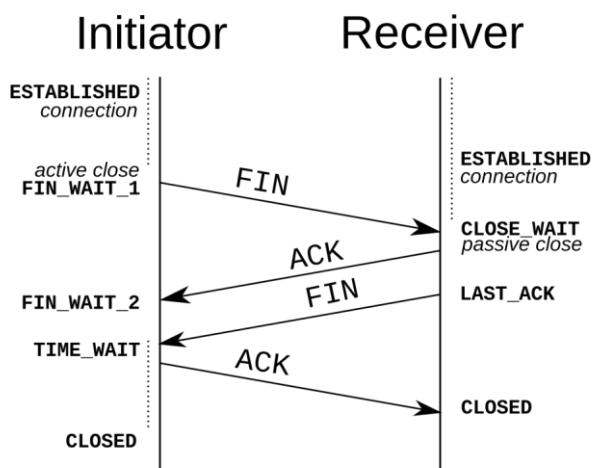 Initiator
Receiver
ESTABLISHED
connection
ESTABLISHED
connection
active close
FIN_WAIT_1
FIN
CLOSE_WAIT
passive close
ACK
FIN_WAIT_2
FIN
LAST_ACK
TIME_WAIT
ACK
CLOSED
CLOSED